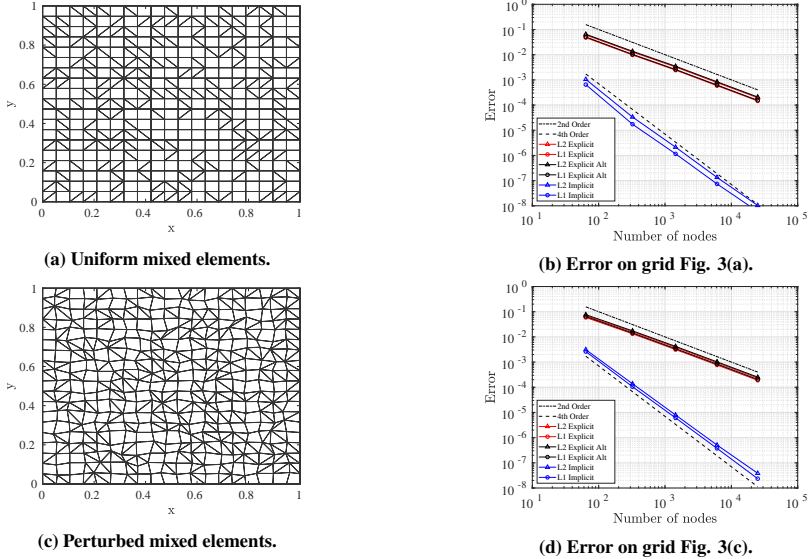 1
0.8
0.6
0.4
0.2
0
y
0 0.2 0.4 0.6 0.8 1
x
(a) Uniform mixed elements.
10 0
10 -1
10 -2
10 -3
10 -4
10 -5
10 -6
10 -7
10 -8
Error
2nd Order
4th Order
L2 Explicit
L1 Explicit
L2 Explicit Alt
L1 Explicit Alt
L2 Implicit
L1 Implicit
10 1 10 2 10 3 10 4 10 5
Number of nodes
(b) Error on grid Fig. 3(a).
1
0.8
0.6
0.4
0.2
0
y
0 0.2 0.4 0.6 0.8 1
x
(c) Perturbed mixed elements.
10 0
10 -1
10 -2
10 -3
10 -4
10 -5
10 -6
10 -7
10 -8
Error
2nd Order
4th Order
L2 Explicit
L1 Explicit
L2 Explicit Alt
L1 Explicit Alt
L2 Implicit
L1 Implicit
10 1 10 2 10 3 10 4 10 5
Number of nodes
(d) Error on grid Fig. 3(c).